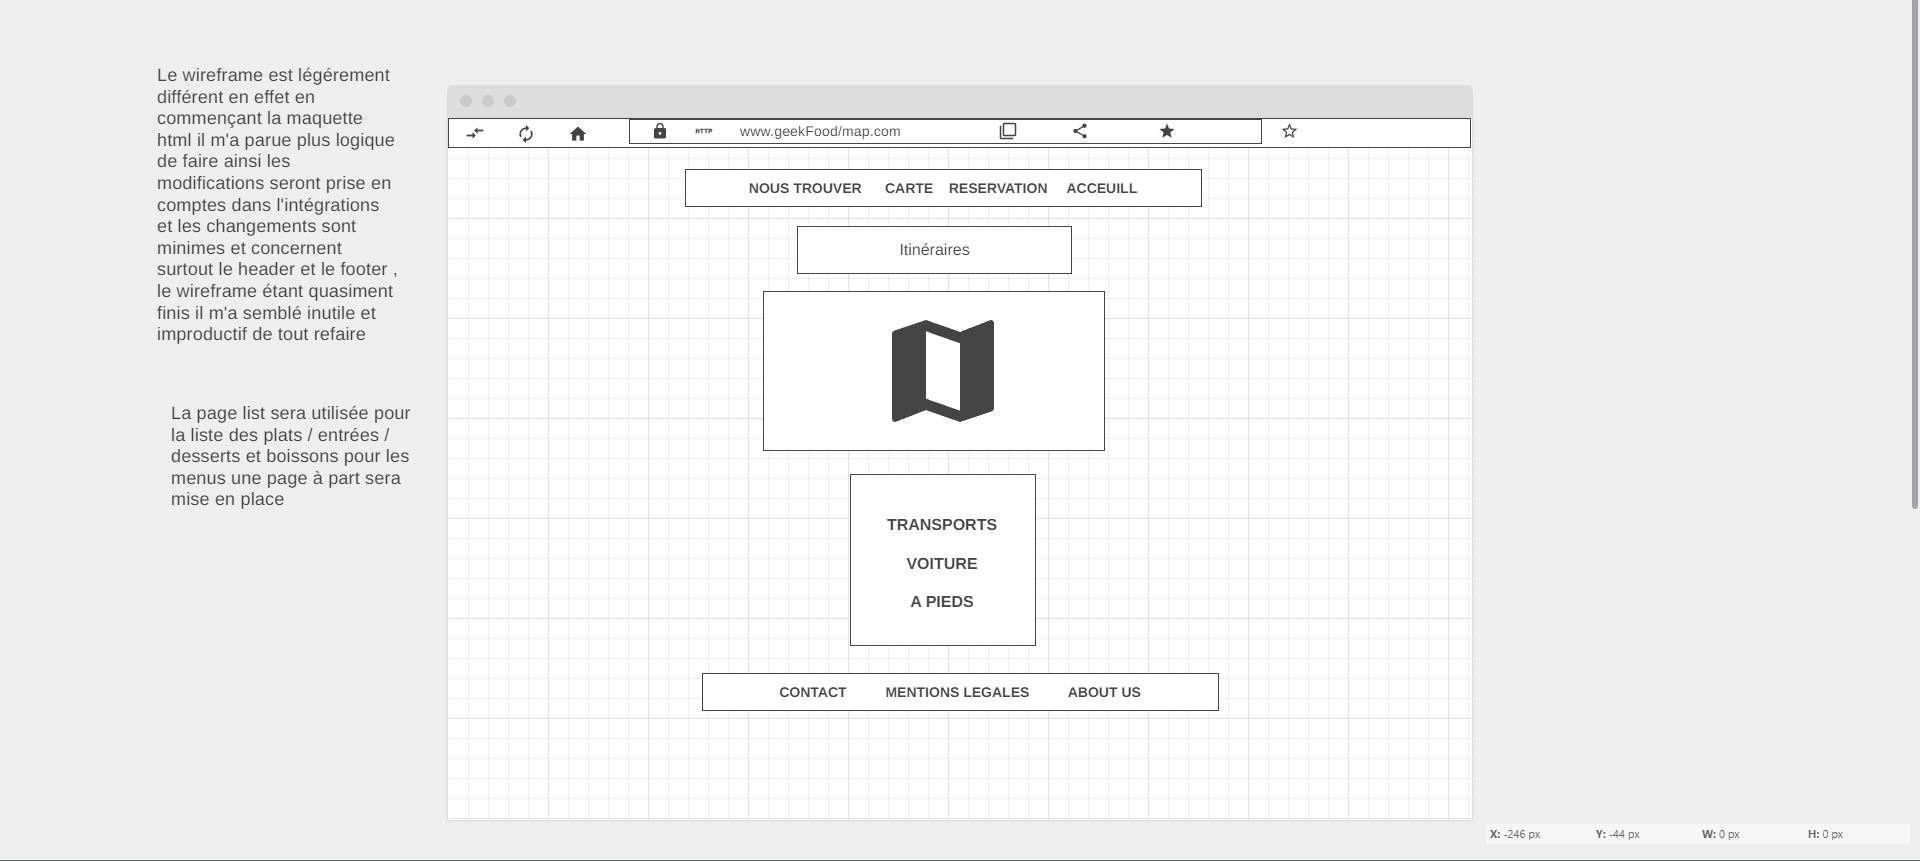 Le wireframe est légérement
différent en effet en
commençant la maquette
html il m'a parue plus logique
de faire ainsi les
modifications seront prise en
comptes dans l'intégrations
et les changements sont
minimes et concernent
surtout le header et le footer ,
le wireframe étant quasiment
finis il m'a semblé inutile et
improductif de tout refaire
La page list sera utilisée pour
la liste des plats / entrées /
desserts et boissons pour les
menus une page à part sera
mise en place
HTTP www.geekFood/map.com
NOUS TROUVER CARTE RESERVATION ACCEUILL
Itinéraires
TRANSPORTS
VOITURE
A PIEDS
CONTACT MENTIONS LEGALES ABOUT US
X: -246 px Y: -44 px W: 0 px H: 0 px